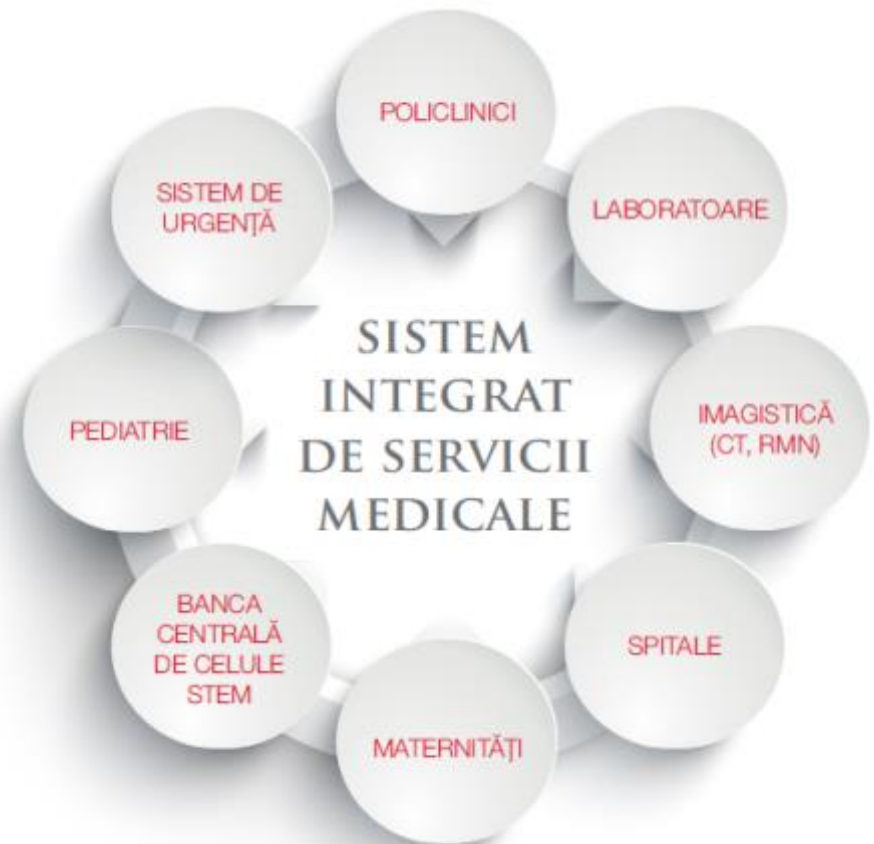 POLICLINICI
LABORATOARE
IMAGISTICĂ
(CT, RMN)
SPITALE
MATERNITĂȚI
BANCA
CENTRALĂ
DE CELULE
STEM
PEDIATRIE
SISTEM DE
URGENȚĂ
SISTEM
INTEGRAT
DE SERVICII
MEDICALE